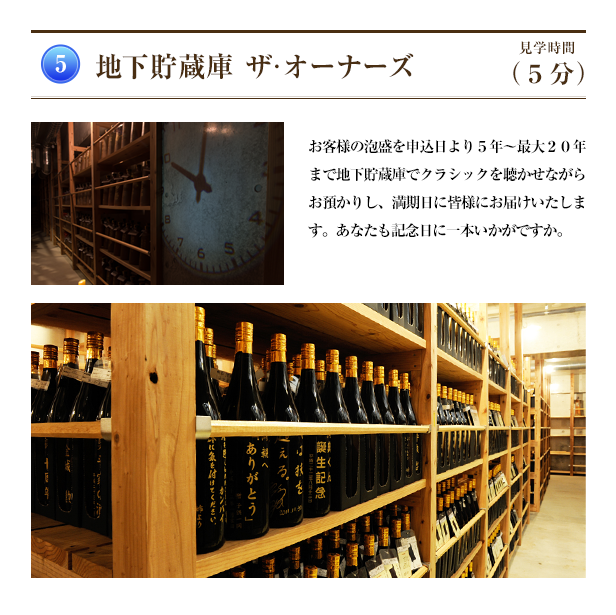 5 地下貯蔵庫 ザ・オーナーズ
見学時間
(5分)
お客様の泡盛を申込日より5年～最大20年
まで地下貯蔵庫でクラシックを聴かせながら
お預かりし、満期日に皆様にお届けいたしま
す。あなたも記念日に一本いかがですか。
ありがとう」
誕生記念